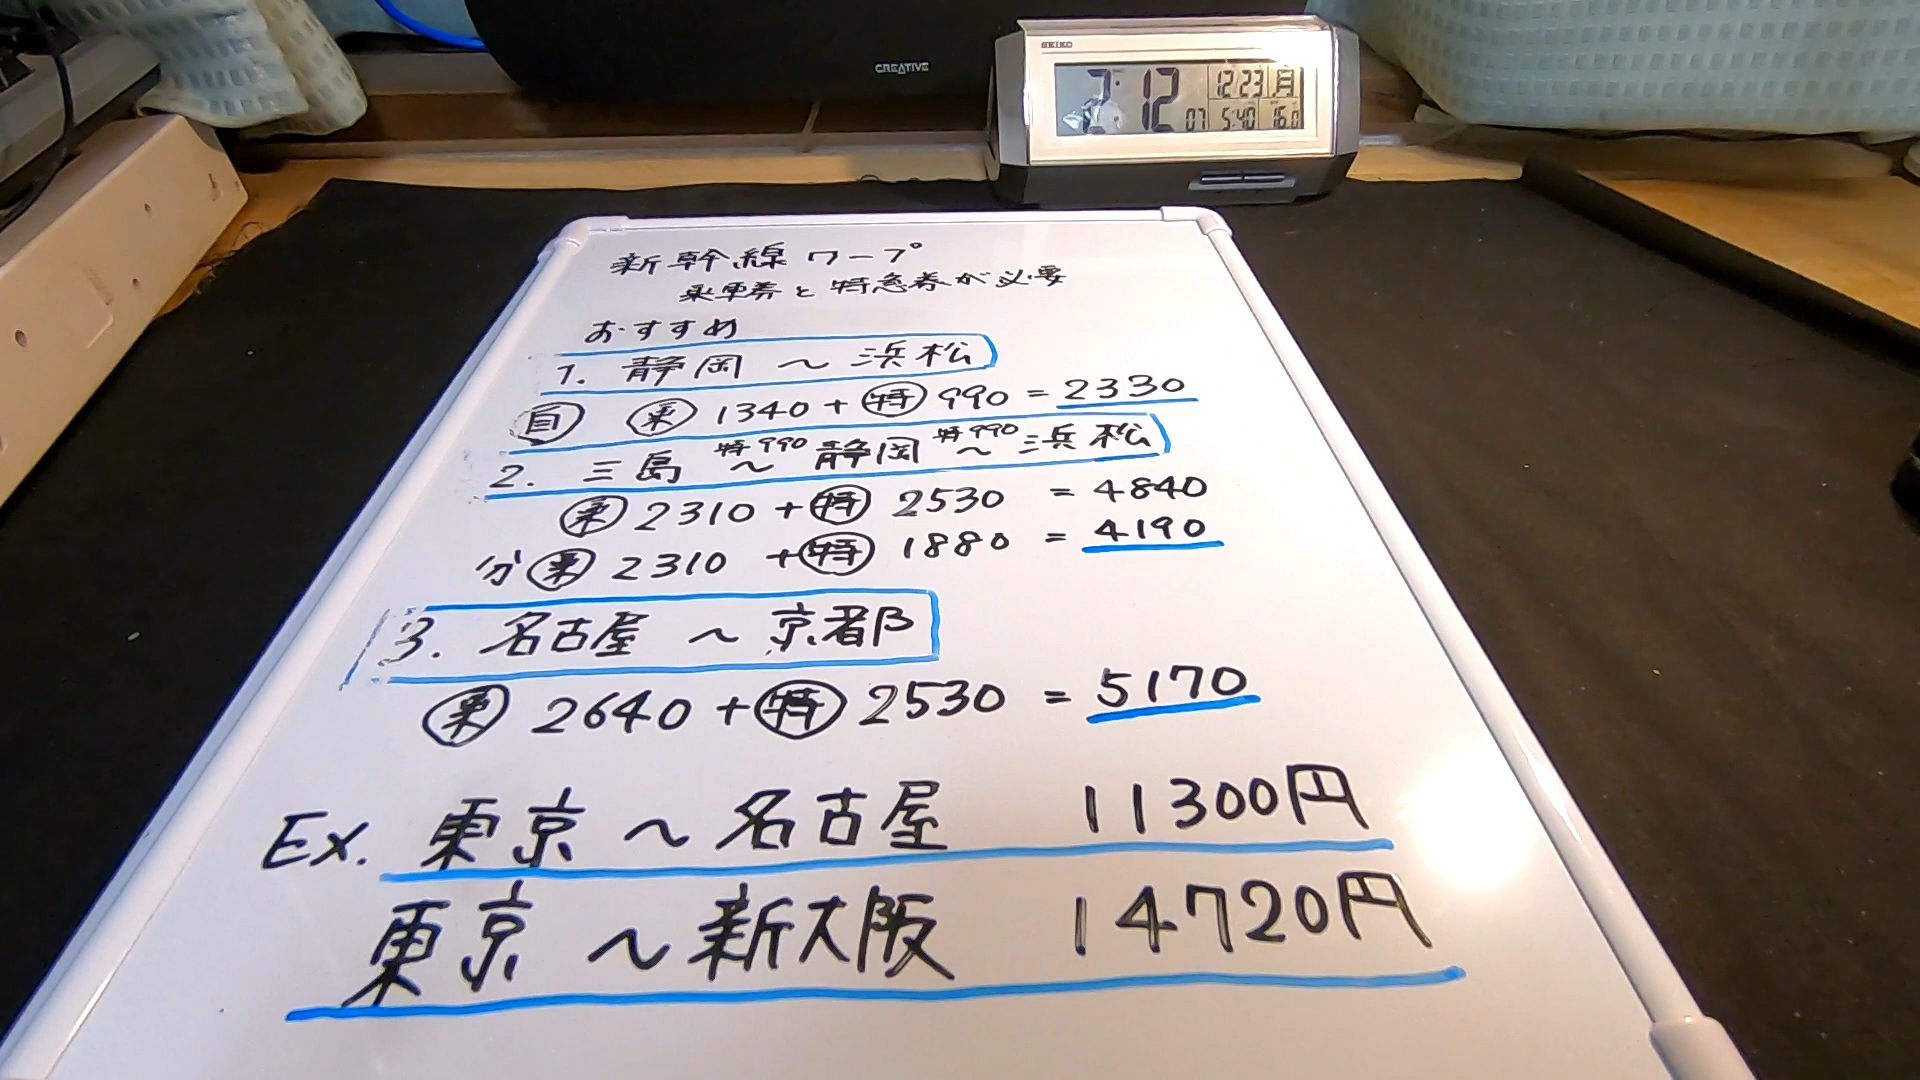 CREATIVE
SEIKO
12 07
12 23 月
5:40 16.0
新幹線ワープ
乗車券と特急券が必要
おすすめ
1. 静岡 〜 浜松
自 乗 1340 + 特 990 = 2330
特990 特990
2. 三島 〜 静岡 〜 浜松
乗 2310 + 特 2530 = 4840
分 乗 2310 + 特 1880 = 4190
3. 名古屋 〜 京都
乗 2640 + 特 2530 = 5170
Ex. 東京 〜 名古屋 11300円
東京 〜 新大阪 14720円